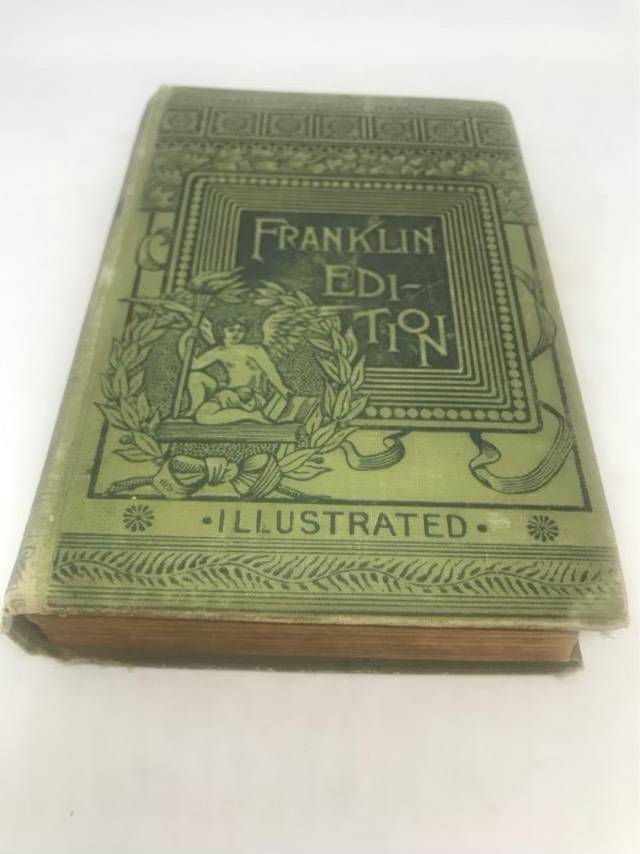 FRANKLIN
EDI-
TION
•ILLUSTRATED•